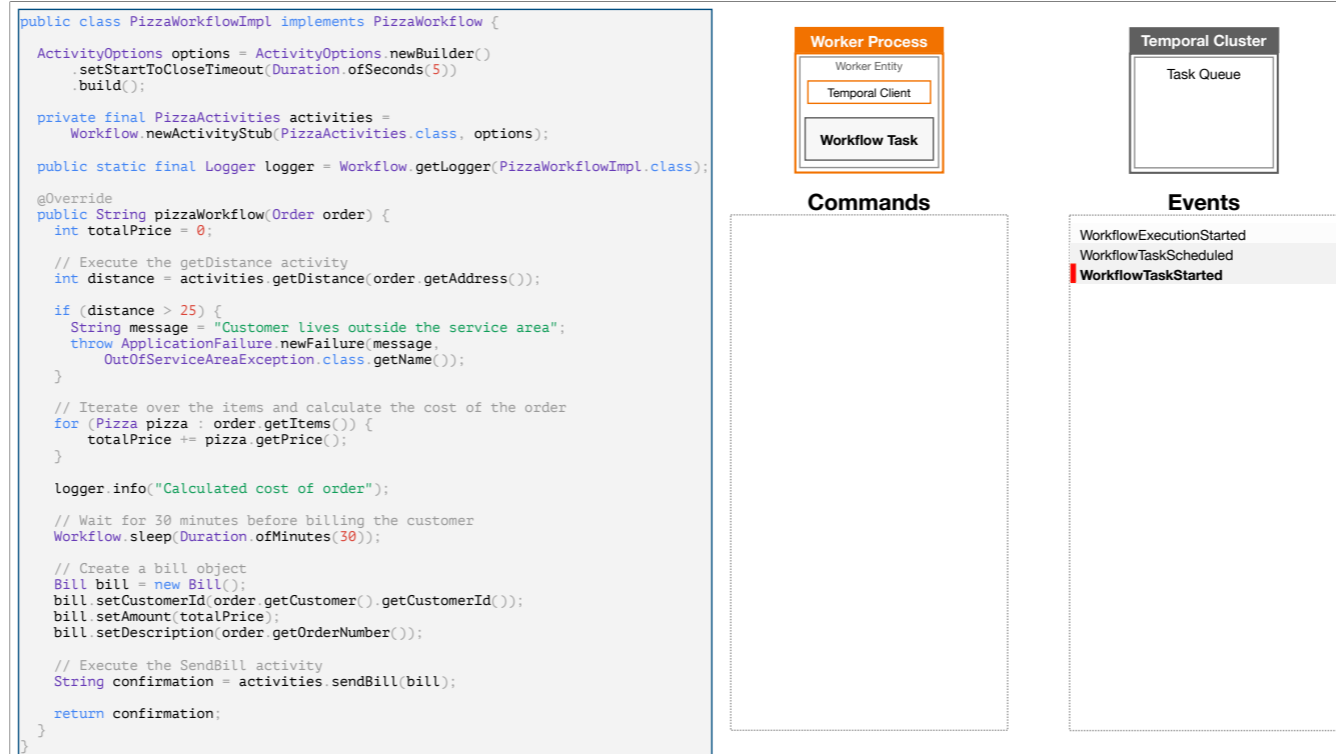 public class PizzaWorkflowImpl implements PizzaWorkflow {
ActivityOptions options = ActivityOptions.newBuilder()
.setStartToCloseTimeout(Duration.ofSeconds(5))
.build();
private final PizzaActivities activities =
Workflow.newActivityStub(PizzaActivities.class, options);
public static final Logger logger = Workflow.getLogger(PizzaWorkflowImpl.class);
@Override
public String pizzaWorkflow(Order order) {
int totalPrice = 0;
// Execute the getDistance activity
int distance = activities.getDistance(order.getAddress());
if (distance > 25) {
String message = "Customer lives outside the service area";
throw ApplicationFailure.newFailure(message,
OutOfServiceAreaException.class.getName());
}
// Iterate over the items and calculate the cost of the order
for (Pizza pizza : order.getItems()) {
totalPrice += pizza.getPrice();
}
logger.info("Calculated cost of order");
// Wait for 30 minutes before billing the customer
Workflow.sleep(Duration.ofMinutes(30));
// Create a bill object
Bill bill = new Bill();
bill.setCustomerId(order.getCustomer().getCustomerId());
bill.setAmount(totalPrice);
bill.setDescription(order.getOrderNumber());
// Execute the SendBill activity
String confirmation = activities.sendBill(bill);
return confirmation;
}
}
Worker Process
Worker Entity
Temporal Client
Workflow Task
Temporal Cluster
Task Queue
Commands
Events
WorkflowExecutionStarted
WorkflowTaskScheduled
WorkflowTaskStarted